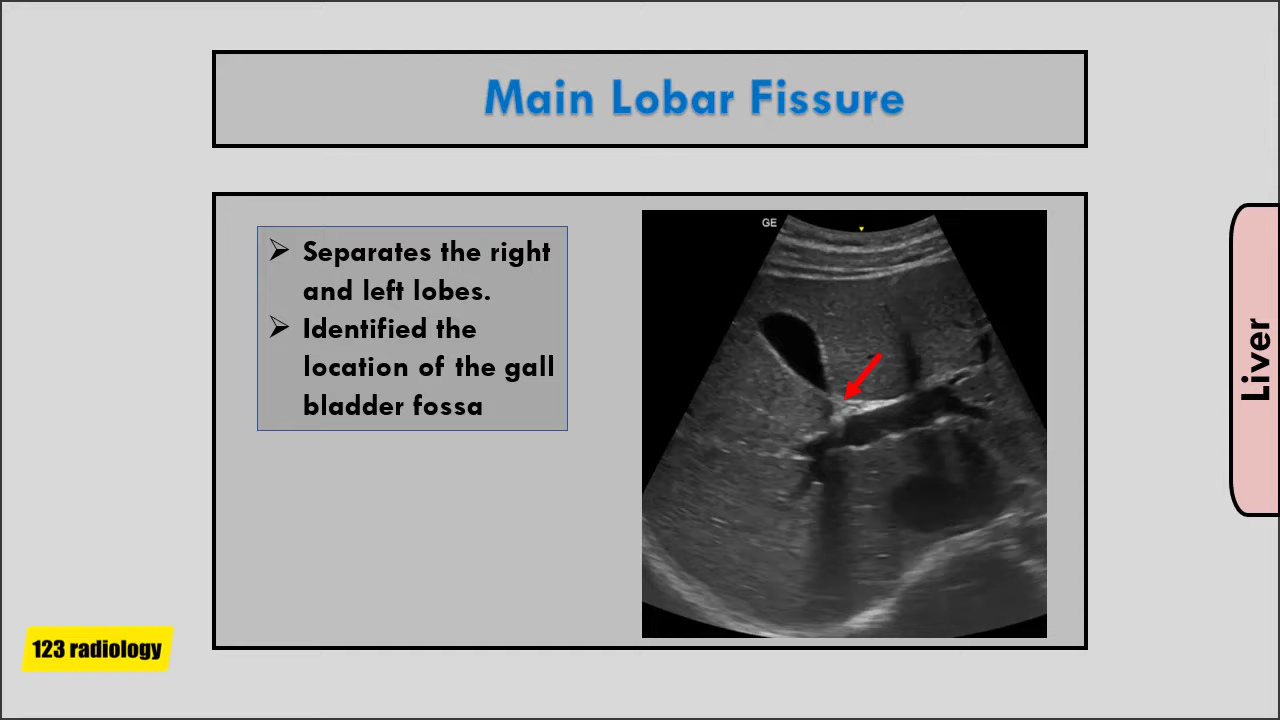 Main Lobar Fissure
➢ Separates the right
and left lobes.
➢ Identified the
location of the gall
bladder fossa
GE
Liver
123 radiology